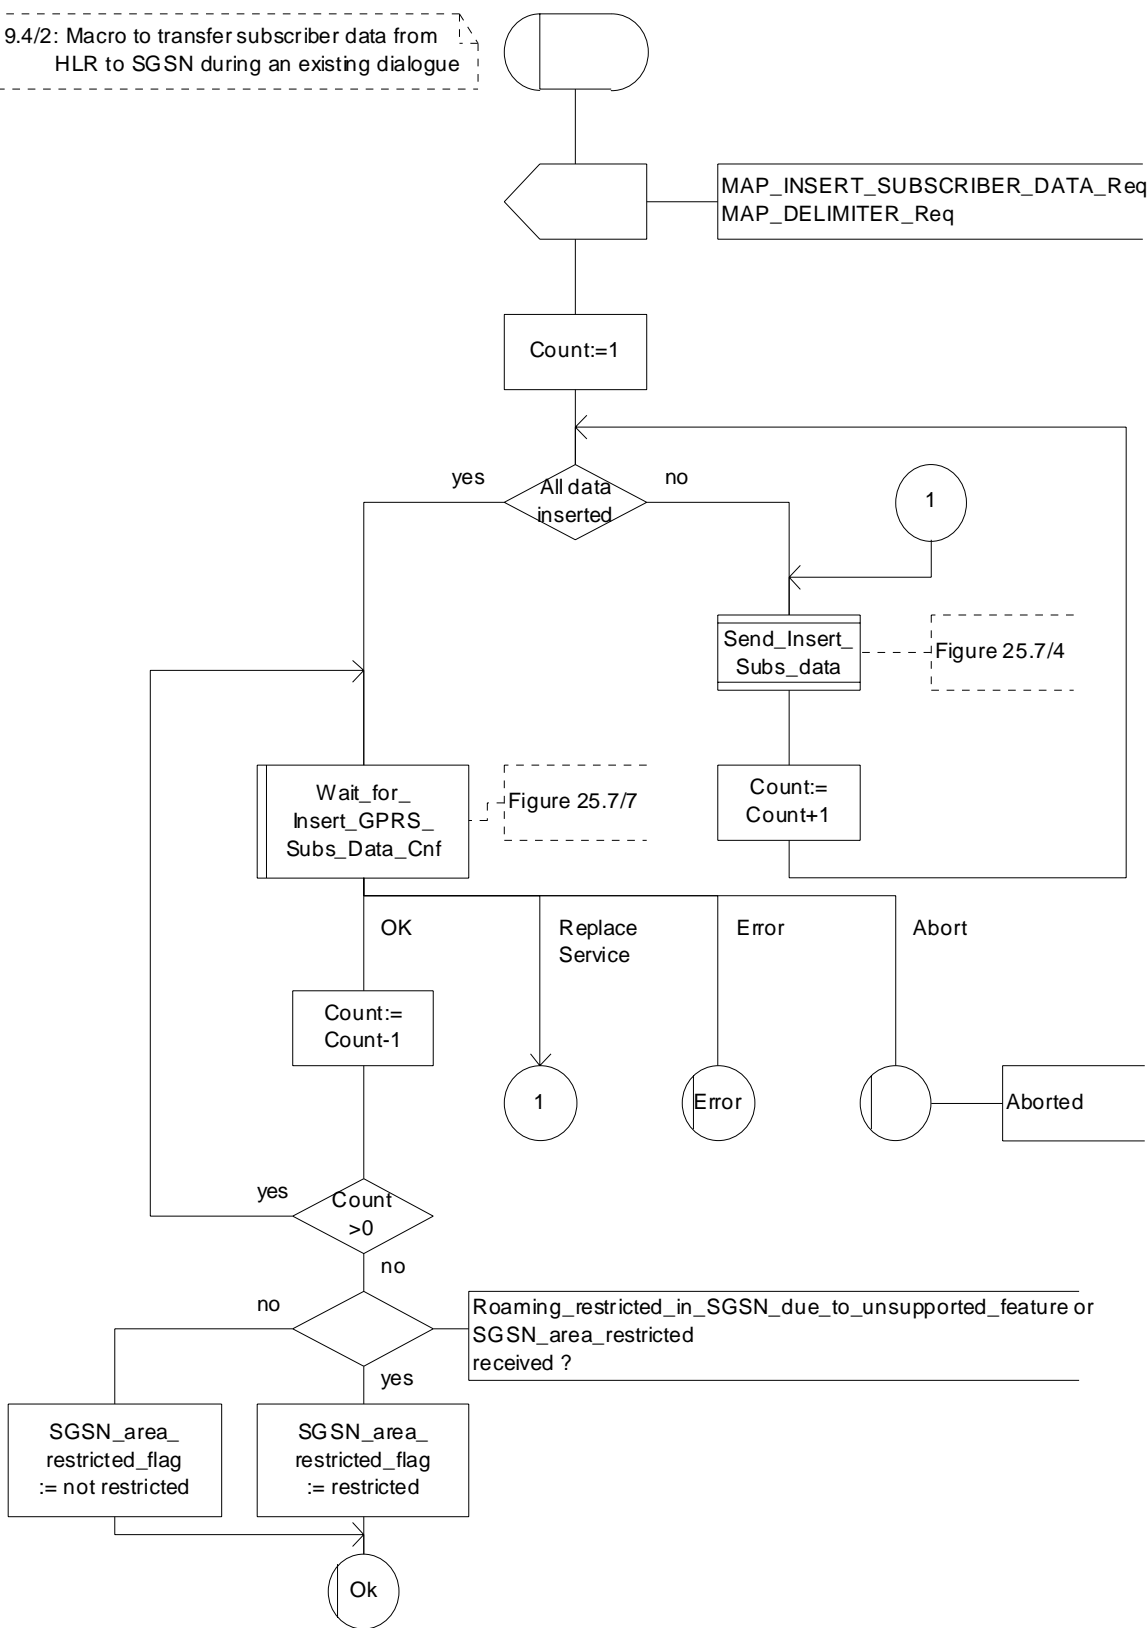 9.4/2: Macro to transfer subscriber data from
HLR to SGSN during an existing dialogue
MAP_INSERT_SUBSCRIBER_DATA_Req
MAP_DELIMITER_Req
Count:=1
yes
All data
inserted
no
1
Send_Insert_
Subs_data
Figure 25.7/4
Wait_for_
Insert_GPRS_
Subs_Data_Cnf
Figure 25.7/7
Count:=
Count+1
OK
Replace
Service
Error
Abort
Count:=
Count-1
1
Error
Aborted
yes
Count
>0
no
no
Roaming_restricted_in_SGSN_due_to_unsupported_feature or
SGSN_area_restricted
received ?
yes
SGSN_area_
restricted_flag
:= not restricted
SGSN_area_
restricted_flag
:= restricted
Ok